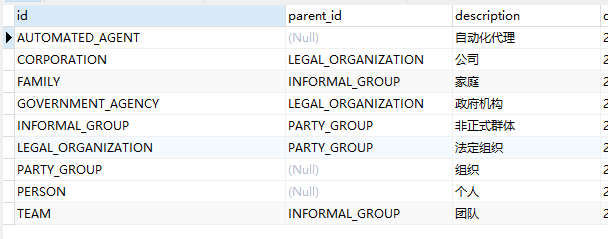 id parent_id description c
AUTOMATED_AGENT (Null) 自动化代理 2
CORPORATION LEGAL_ORGANIZATION 公司 2
FAMILY INFORMAL_GROUP 家庭 2
GOVERNMENT_AGENCY LEGAL_ORGANIZATION 政府机构 2
INFORMAL_GROUP PARTY_GROUP 非正式群体 2
LEGAL_ORGANIZATION PARTY_GROUP 法定组织 2
PARTY_GROUP (Null) 组织 2
PERSON (Null) 个人 2
TEAM INFORMAL_GROUP 团队 2